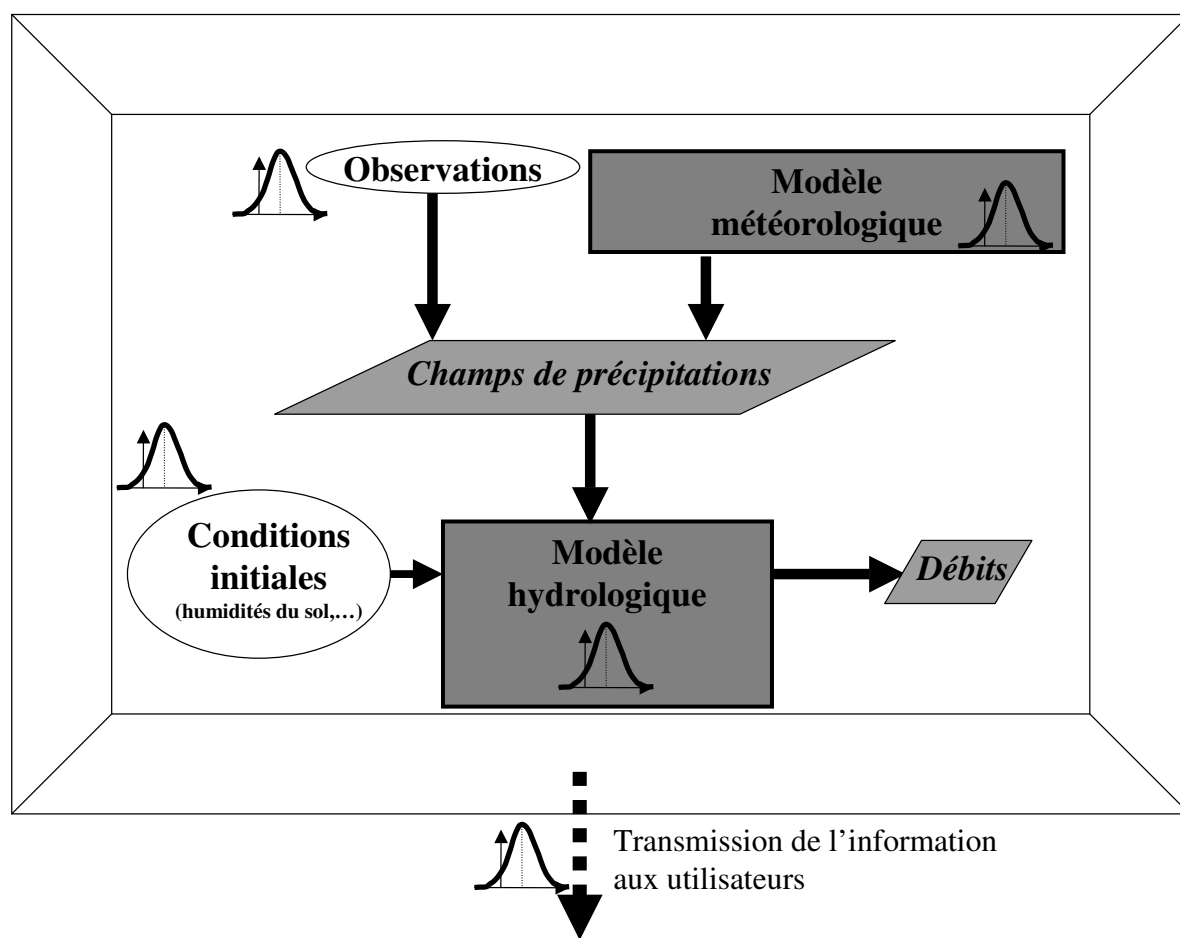 Observations
Modèle
météorologique
Champs de précipitations
Conditions
initiales
(humidités du sol,…)
Modèle
hydrologique
Débits
Transmission de l’information
aux utilisateurs